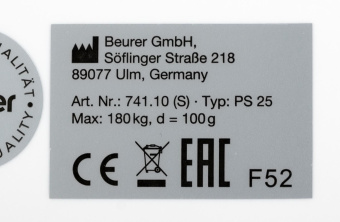 Beurer GmbH,
Söflinger Straße 218
89077 Ulm, Germany
Art. Nr.: 741.10 (S) · Typ: PS 25
Max: 180 kg, d = 100 g
CE EAC F52